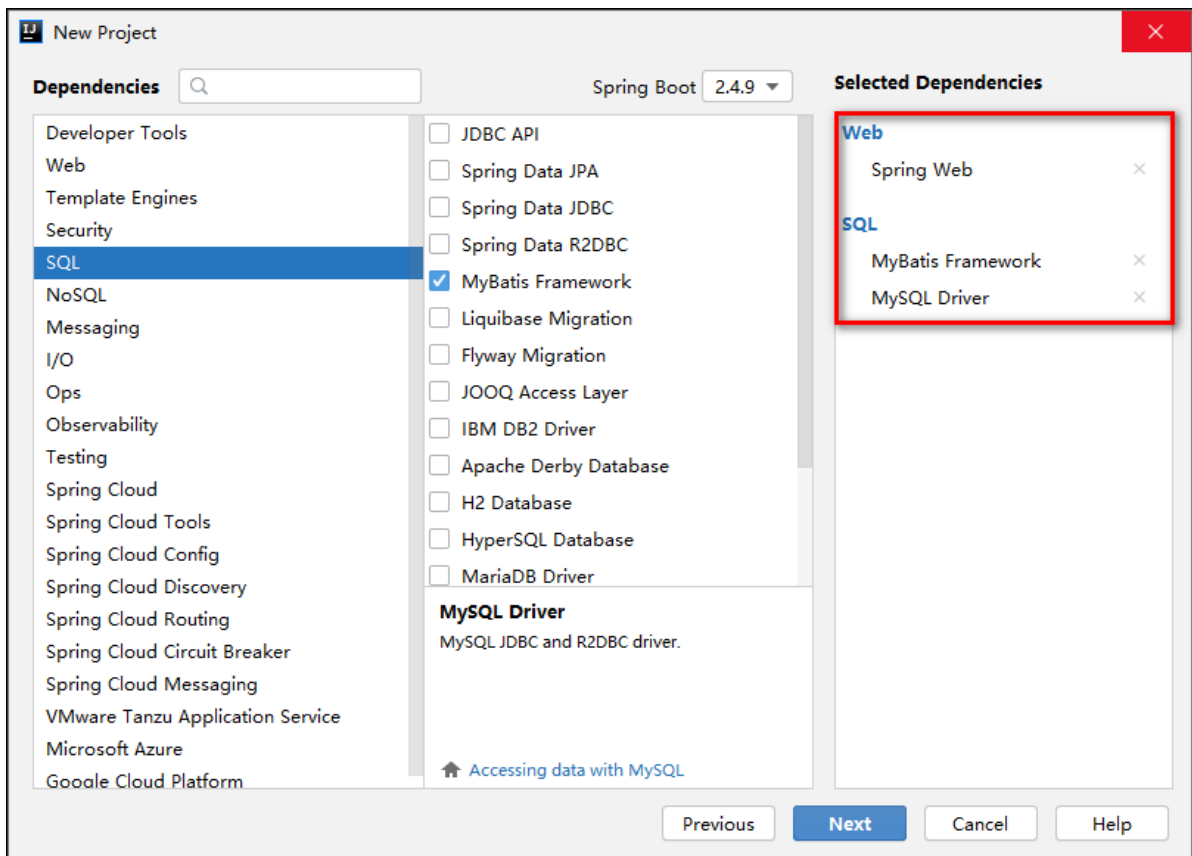 New Project
Dependencies
Spring Boot 2.4.9
Selected Dependencies
Developer Tools
Web
Template Engines
Security
SQL
NoSQL
Messaging
I/O
Ops
Observability
Testing
Spring Cloud
Spring Cloud Tools
Spring Cloud Config
Spring Cloud Discovery
Spring Cloud Routing
Spring Cloud Circuit Breaker
Spring Cloud Messaging
VMware Tanzu Application Service
Microsoft Azure
Google Cloud Platform
JDBC API
Spring Data JPA
Spring Data JDBC
Spring Data R2DBC
MyBatis Framework
Liquibase Migration
Flyway Migration
JOOQ Access Layer
IBM DB2 Driver
Apache Derby Database
H2 Database
HyperSQL Database
MariaDB Driver
MySQL Driver
MySQL JDBC and R2DBC driver.
Accessing data with MySQL
Web
Spring Web
SQL
MyBatis Framework
MySQL Driver
Previous
Next
Cancel
Help